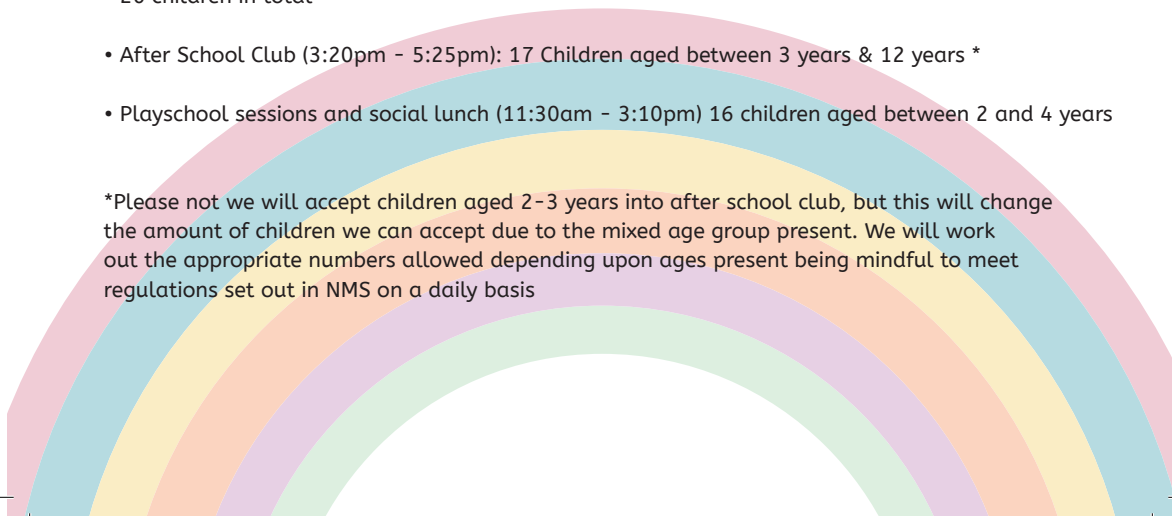 20 children in total
• After School Club (3:20pm - 5:25pm): 17 Children aged between 3 years & 12 years *
• Playschool sessions and social lunch (11:30am - 3:10pm) 16 children aged between 2 and 4 years
*Please not we will accept children aged 2-3 years into after school club, but this will change
the amount of children we can accept due to the mixed age group present. We will work
out the appropriate numbers allowed depending upon ages present being mindful to meet
regulations set out in NMS on a daily basis